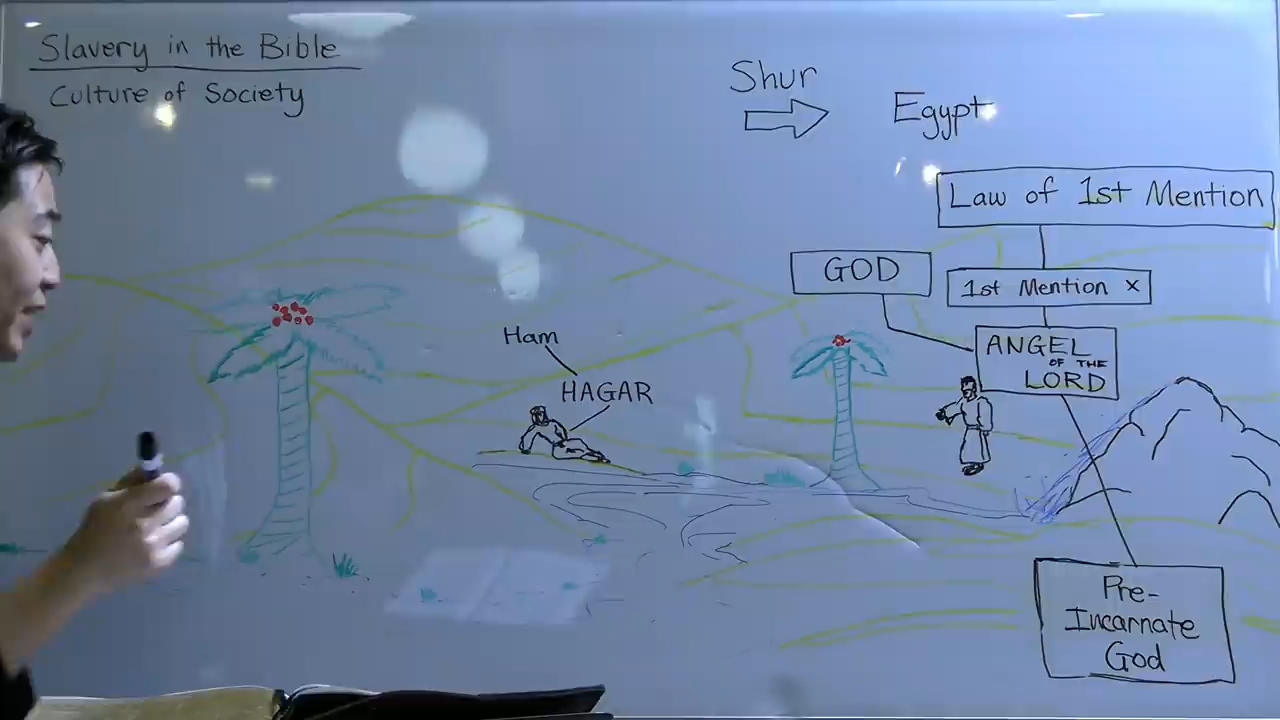 Slavery in the Bible
Culture of Society
Shur
Egypt
Law of 1st Mention
GOD
1st Mention x
ANGEL
OF THE
LORD
Ham
HAGAR
Pre-
Incarnate
God